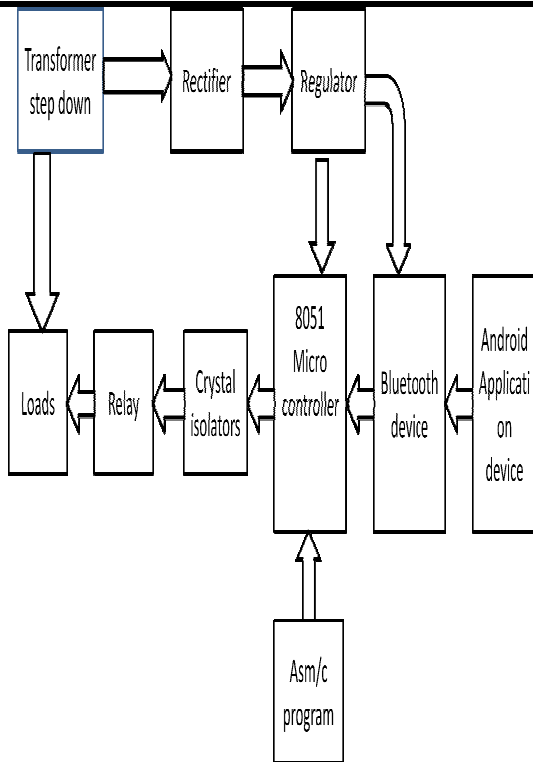 Transformer
step down
Rectifier
Regulator
Loads
Relay
Crystal
isolators
8051
Micro
controller
Bluetooth
device
Android
Applicati
on
device
Asm/c
program